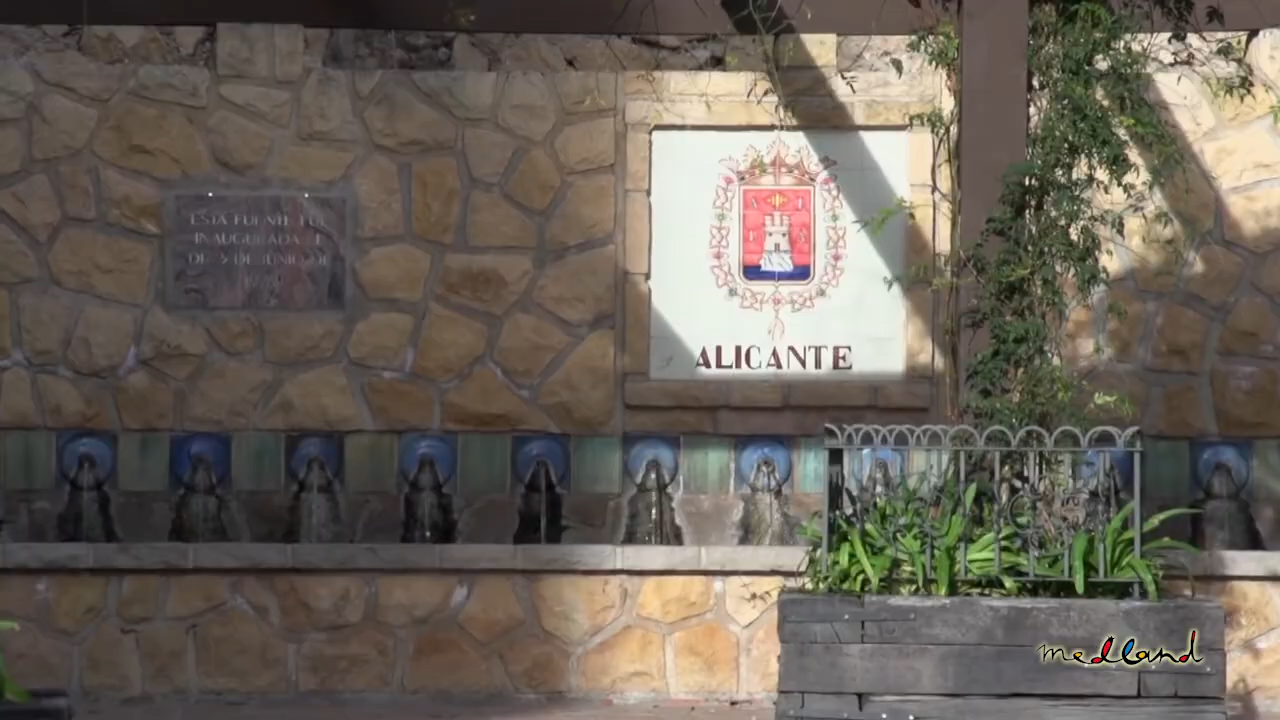 ESTA FUENTE FUE
INAUGURADA EL
DE JUNIO DE
ALICANTE
medland